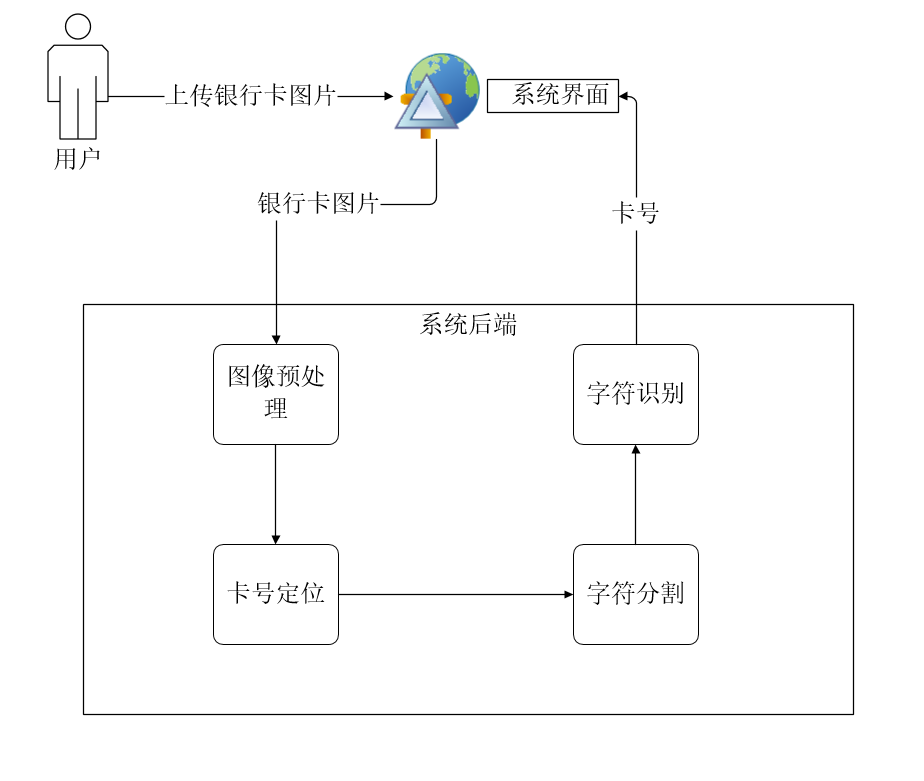 上传银行卡图片
系统界面
用户
银行卡图片
卡号
系统后端
图像预处
理
字符识别
卡号定位
字符分割